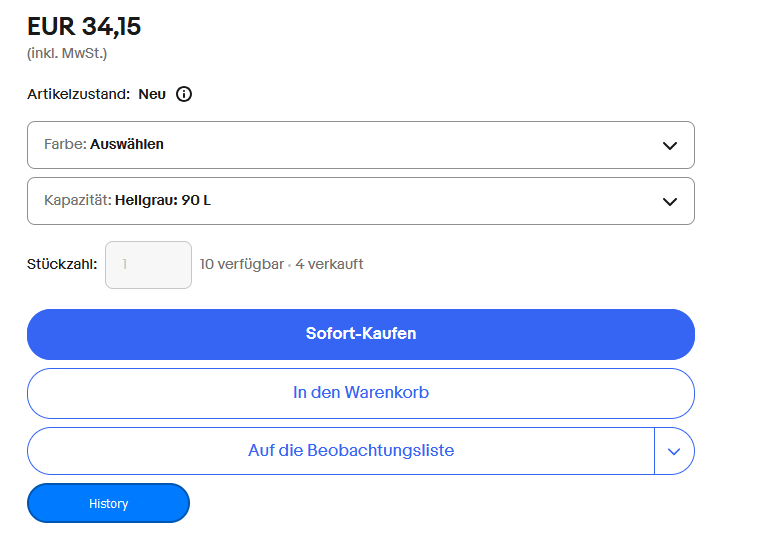 EUR 34,15
(inkl. MwSt.)
Artikelzustand: Neu
Farbe: Auswählen
Kapazität: Hellgrau: 90 L
Stückzahl: 1 10 verfügbar · 4 verkauft
Sofort-Kaufen
In den Warenkorb
Auf die Beobachtungsliste
History